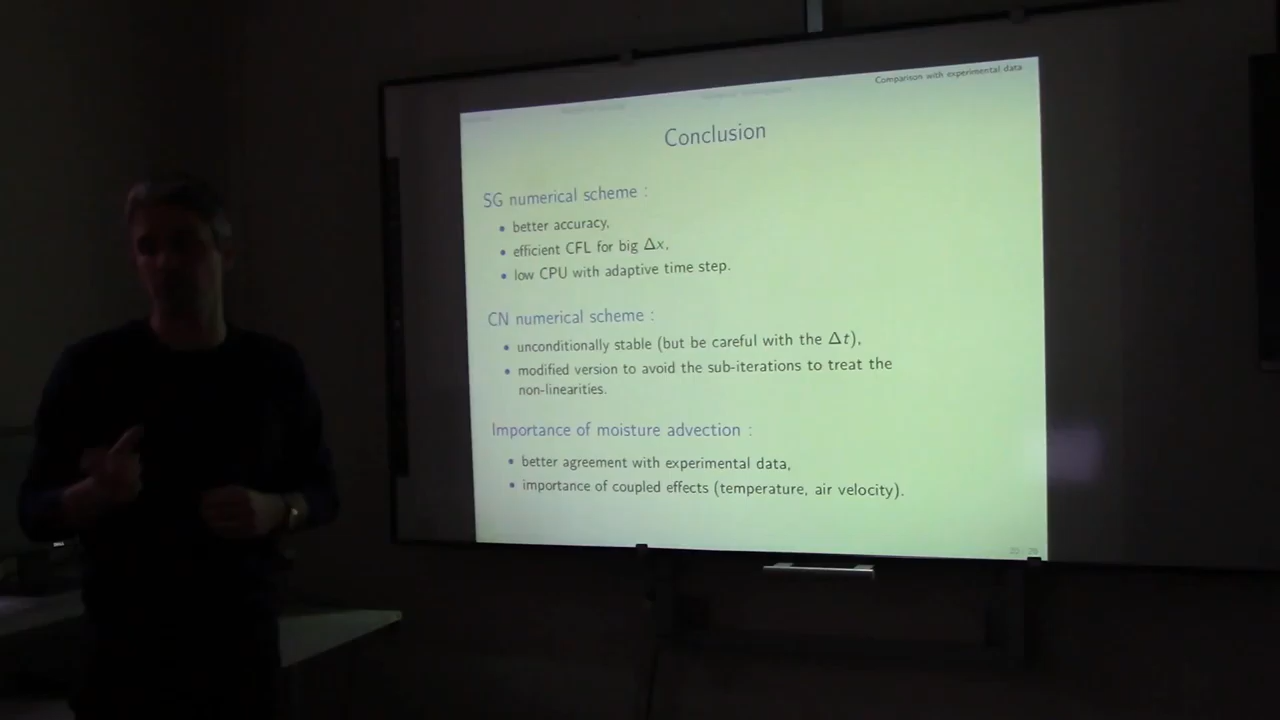 Comparison with experimental data
Conclusion
SG numerical scheme :
• better accuracy,
• efficient CFL for big Δx,
• low CPU with adaptive time step.
CN numerical scheme :
• unconditionally stable (but be careful with the Δt),
• modified version to avoid the sub-iterations to treat the
non-linearities.
Importance of moisture advection :
• better agreement with experimental data,
• importance of coupled effects (temperature, air velocity).
DELL